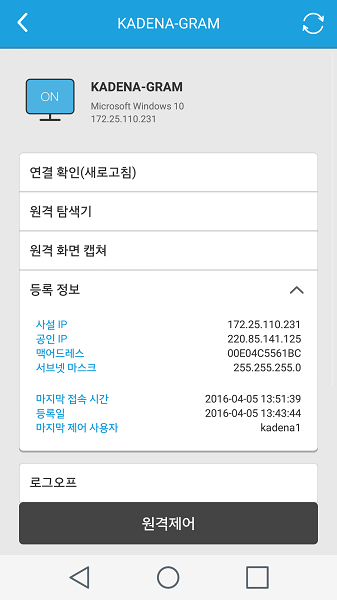 KADENA-GRAM
ON
KADENA-GRAM
Microsoft Windows 10
172.25.110.231
연결 확인(새로고침)
원격 탐색기
원격 화면 캡쳐
등록 정보
사설 IP 172.25.110.231
공인 IP 220.85.141.125
맥어드레스 00E04C5561BC
서브넷 마스크 255.255.255.0
마지막 접속 시간 2016-04-05 13:51:39
등록일 2016-04-05 13:43:44
마지막 제어 사용자 kadena1
로그오프
원격제어